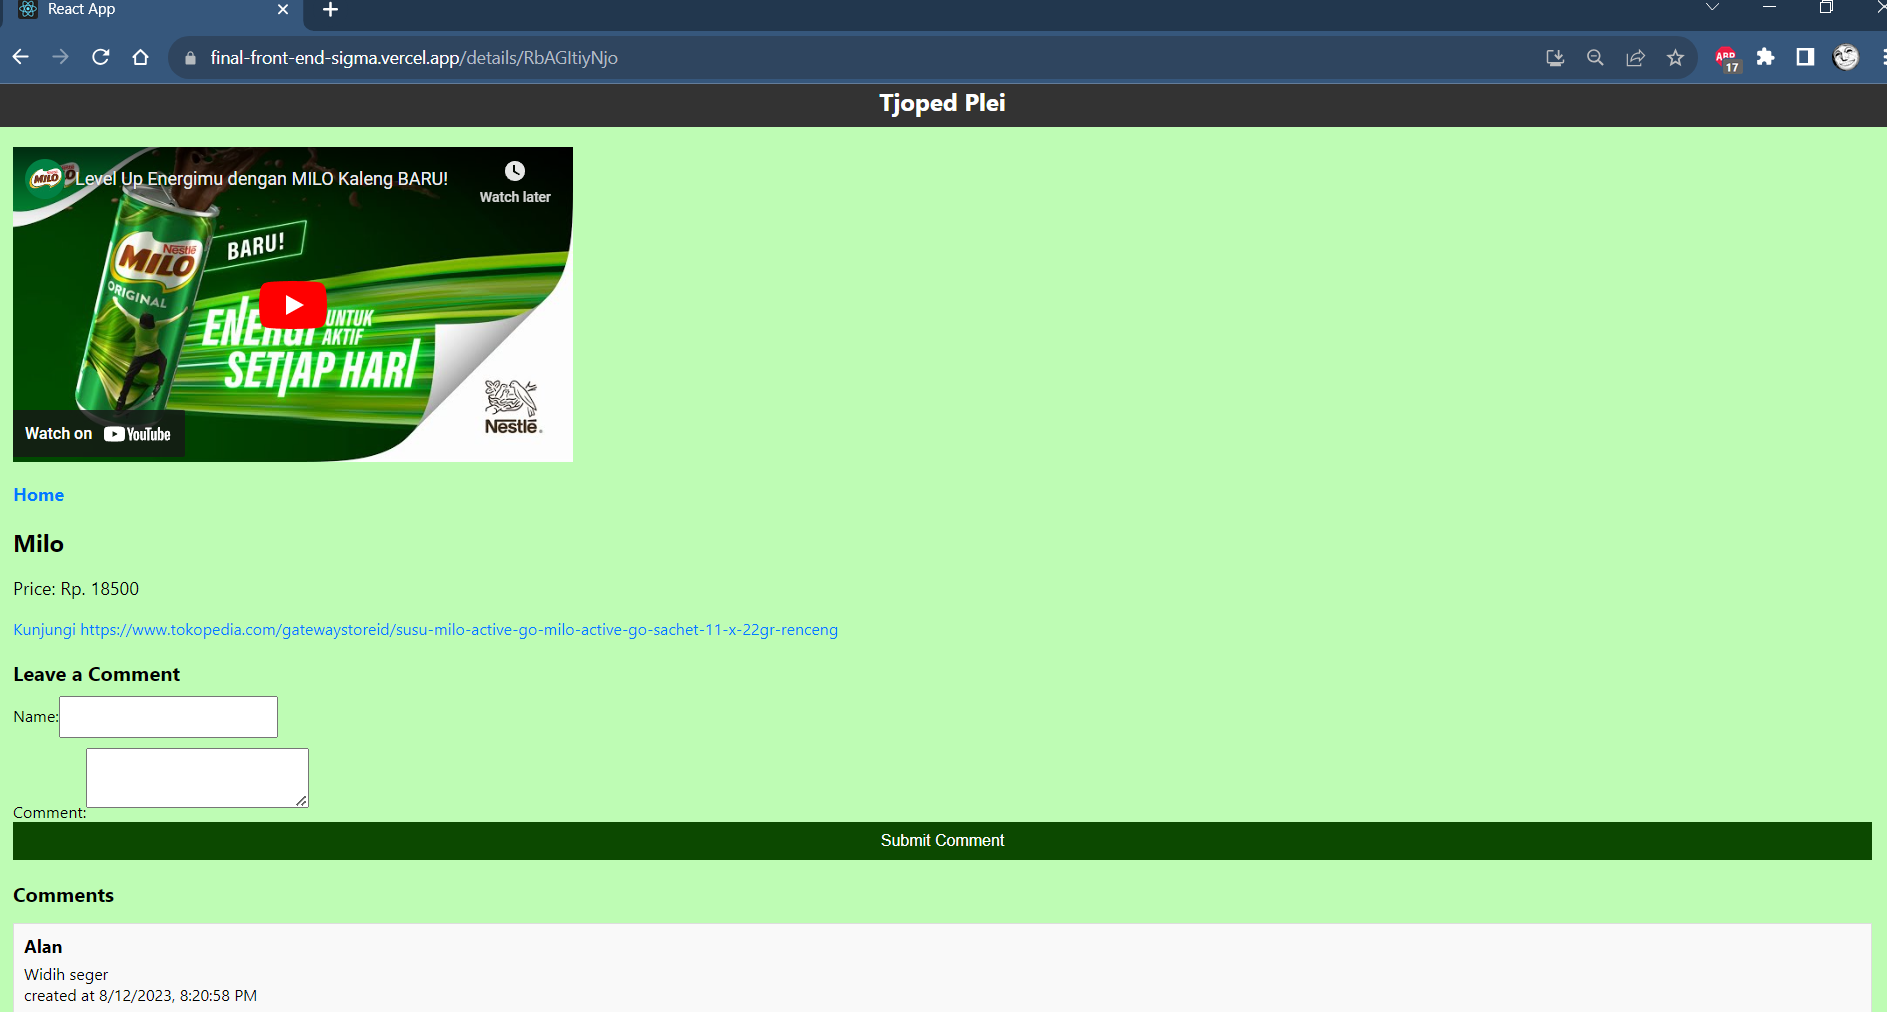 React App
final-front-end-sigma.vercel.app/details/RbAGItiyNjo
ABP
17
Tjoped Plei
MILO
Level Up Energimu dengan MILO Kaleng BARU!
Watch later
BARU!
Nestlé
MILO
ORIGINAL
ENERGI UNTUK
AKTIF
SETIAP HARI
Nestlé.
Watch on YouTube
Home
Milo
Price: Rp. 18500
Kunjungi https://www.tokopedia.com/gatewaystoreid/susu-milo-active-go-milo-active-go-sachet-11-x-22gr-renceng
Leave a Comment
Name:
Comment:
Submit Comment
Comments
Alan
Widih seger
created at 8/12/2023, 8:20:58 PM